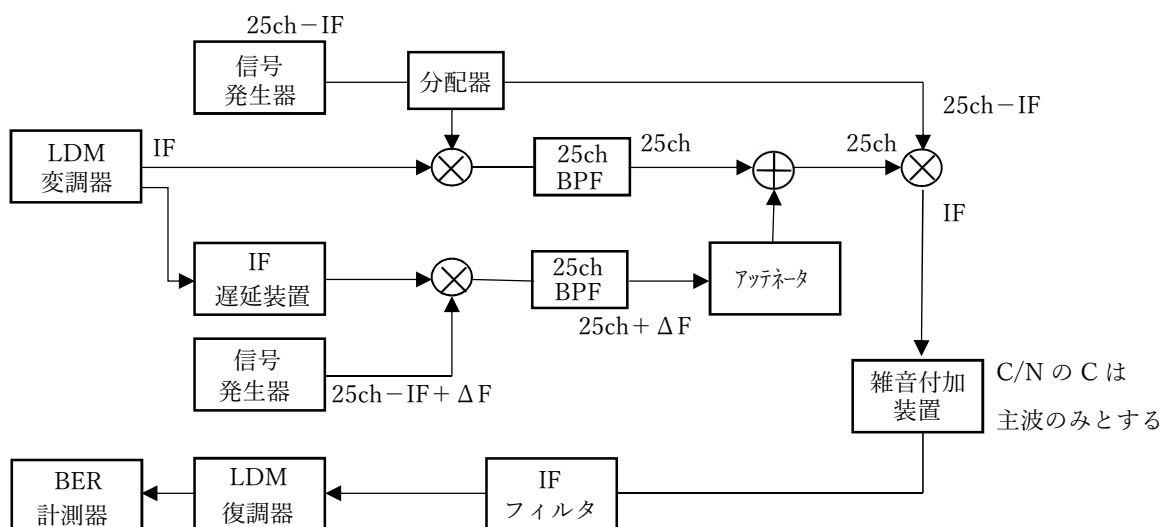 25ch－IF
信号
発生器
分配器
25ch－IF
LDM
変調器
IF
25ch
BPF
25ch
25ch
IF
IF
遅延装置
25ch
BPF
ｱｯﾃﾈｰﾀ
25ch＋ΔF
信号
発生器
25ch－IF＋ΔF
雑音付加
装置
C/N の C は
主波のみとする
BER
計測器
LDM
復調器
IF
フィルタ